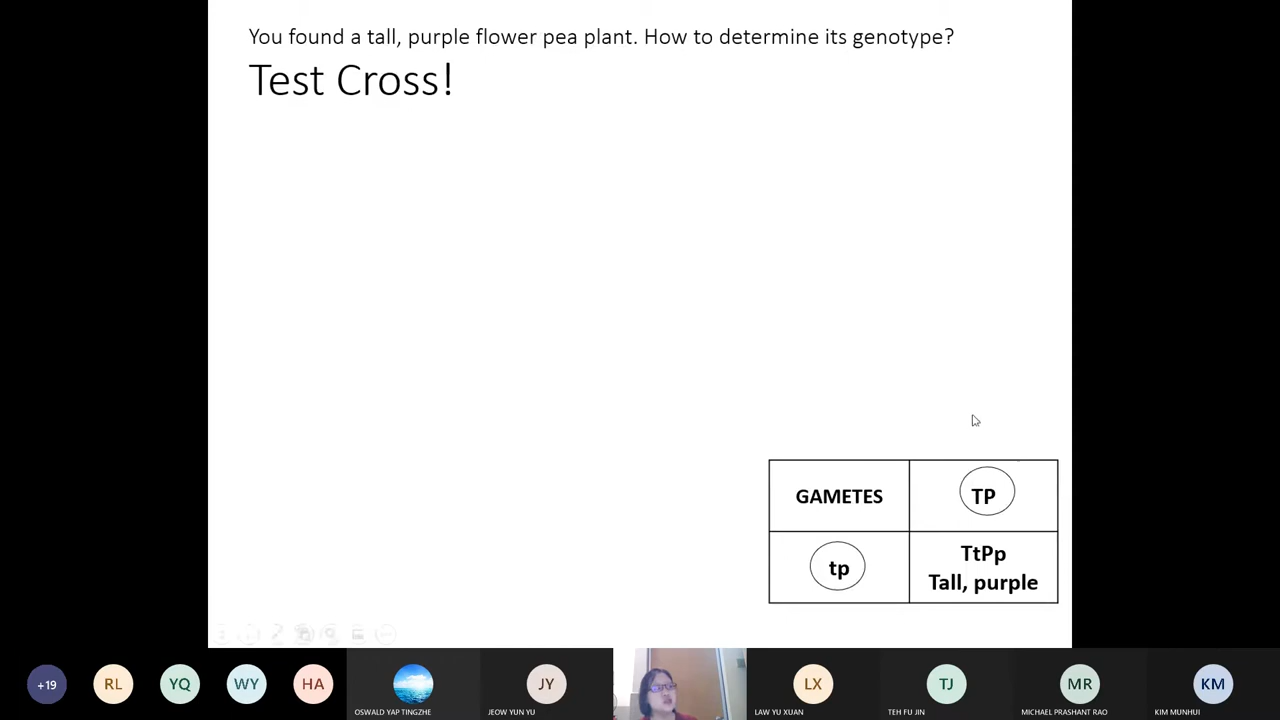 You found a tall, purple flower pea plant. How to determine its genotype?
Test Cross!
GAMETES
TP
tp
TtPp
Tall, purple
+19
RL
YQ
WY
HA
OSWALD YAP TINGZHE
JY
JEOW YUN YU
LX
LAW YU XUAN
TJ
TEH FU JIN
MR
MICHAEL PRASHANT RAO
KM
KIM MUNHUI